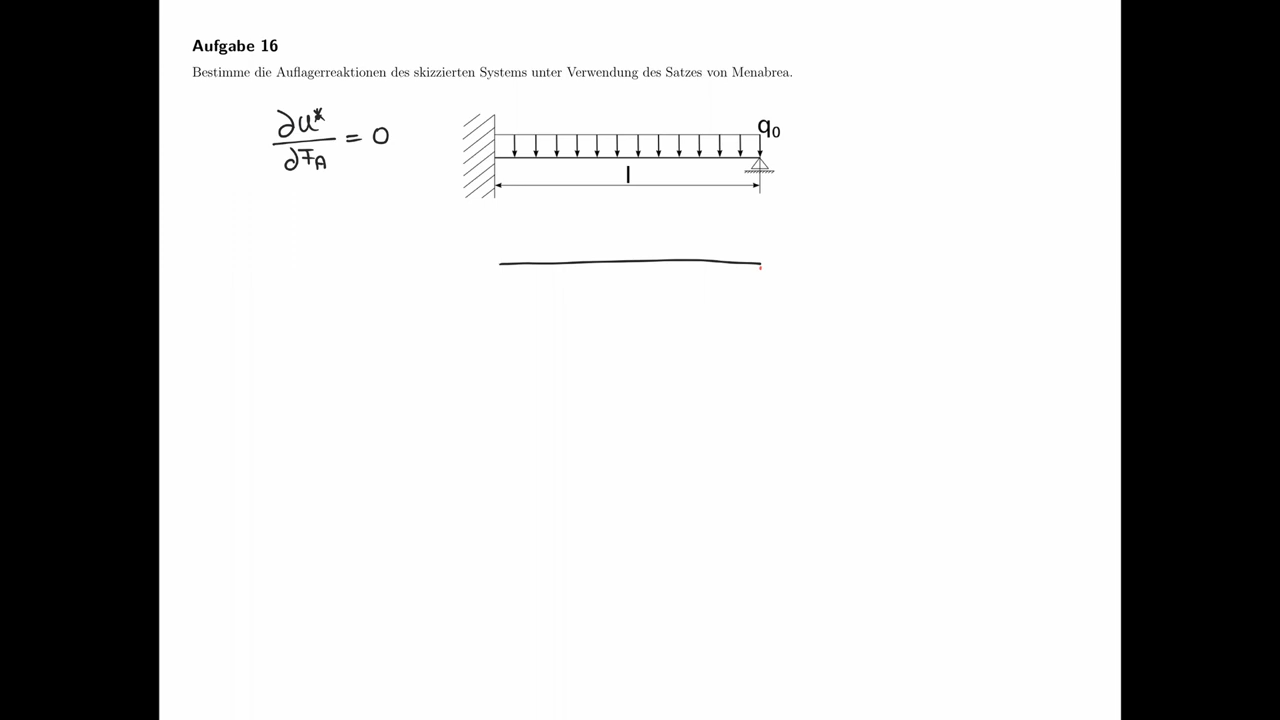 Aufgabe 16
Bestimme die Auflagerreaktionen des skizzierten Systems unter Verwendung des Satzes von Menabrea.
∂U*/∂F_A = 0
q₀
l